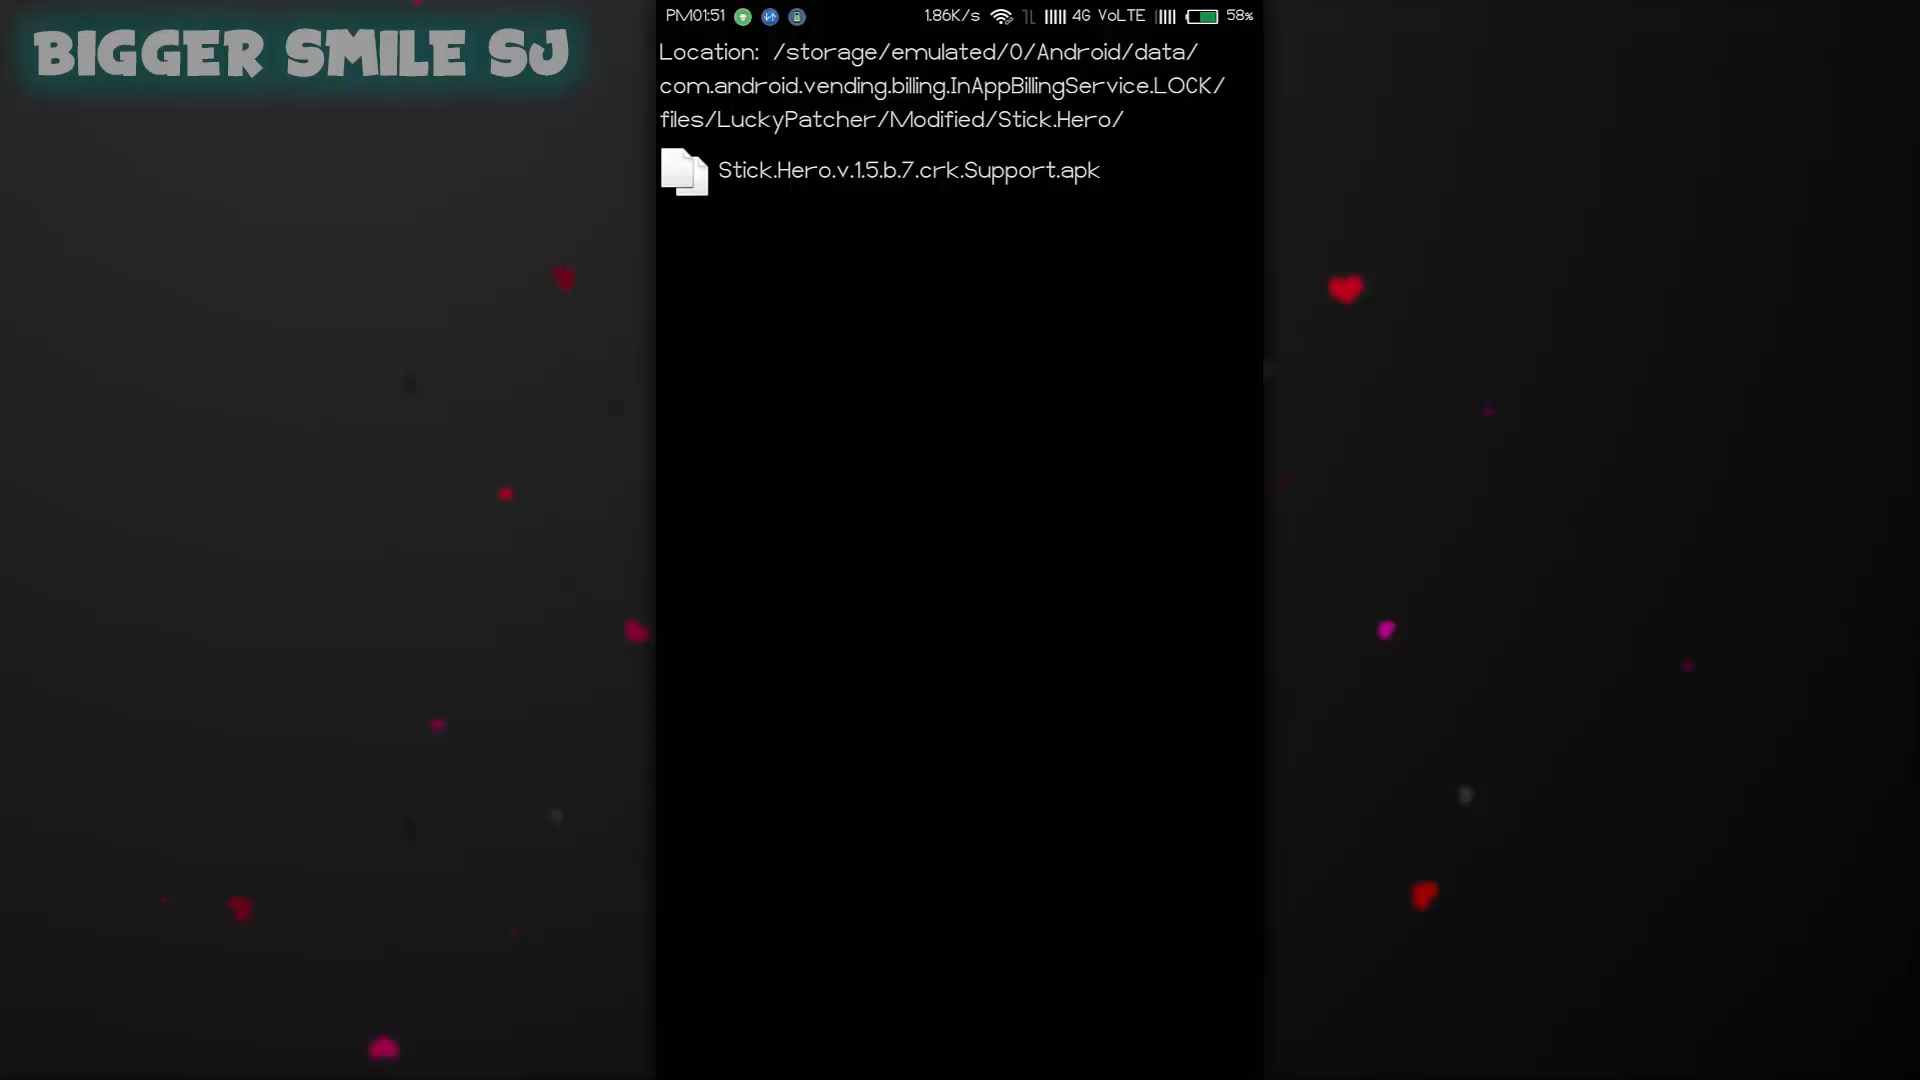 BIGGER SMILE SJ
PM01:51 1.86K/s 4G VoLTE 58%
Location: /storage/emulated/0/Android/data/
com.android.vending.billing.InAppBillingService.LOCK/
files/LuckyPatcher/Modified/Stick.Hero/
Stick.Hero.v.1.5.b.7.crk.Support.apk